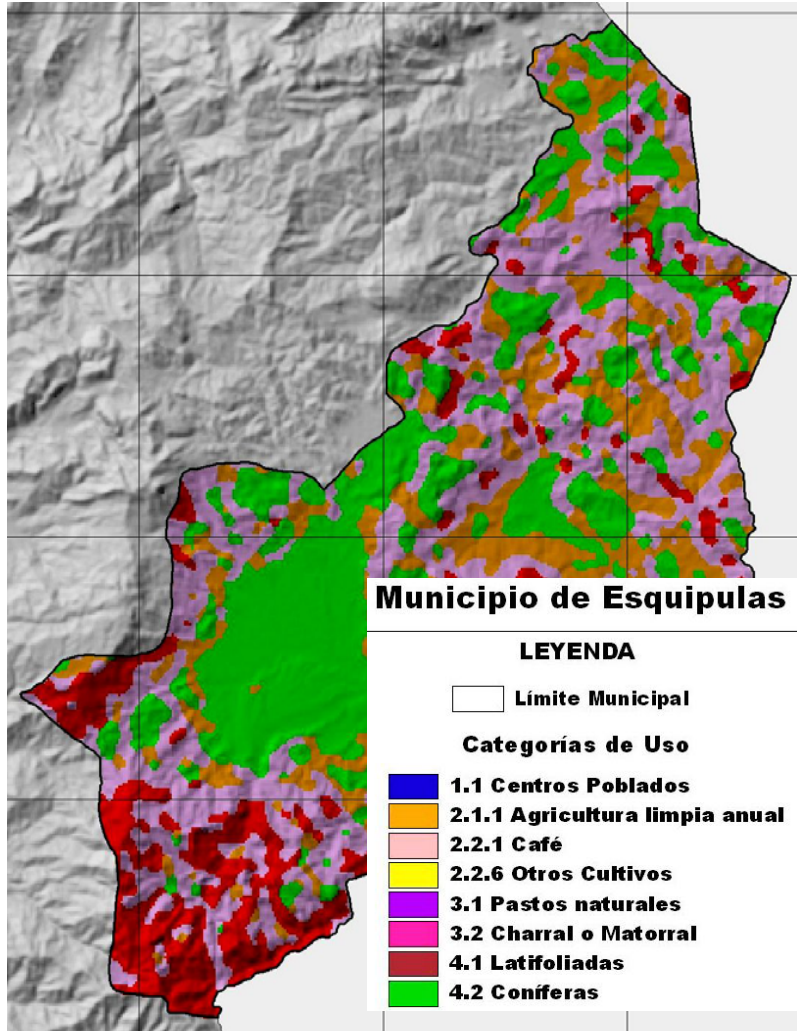 Municipio de Esquipulas
LEYENDA
Límite Municipal
Categorías de Uso
1.1 Centros Poblados
2.1.1 Agricultura limpia anual
2.2.1 Café
2.2.6 Otros Cultivos
3.1 Pastos naturales
3.2 Charral o Matorral
4.1 Latifoliadas
4.2 Coníferas